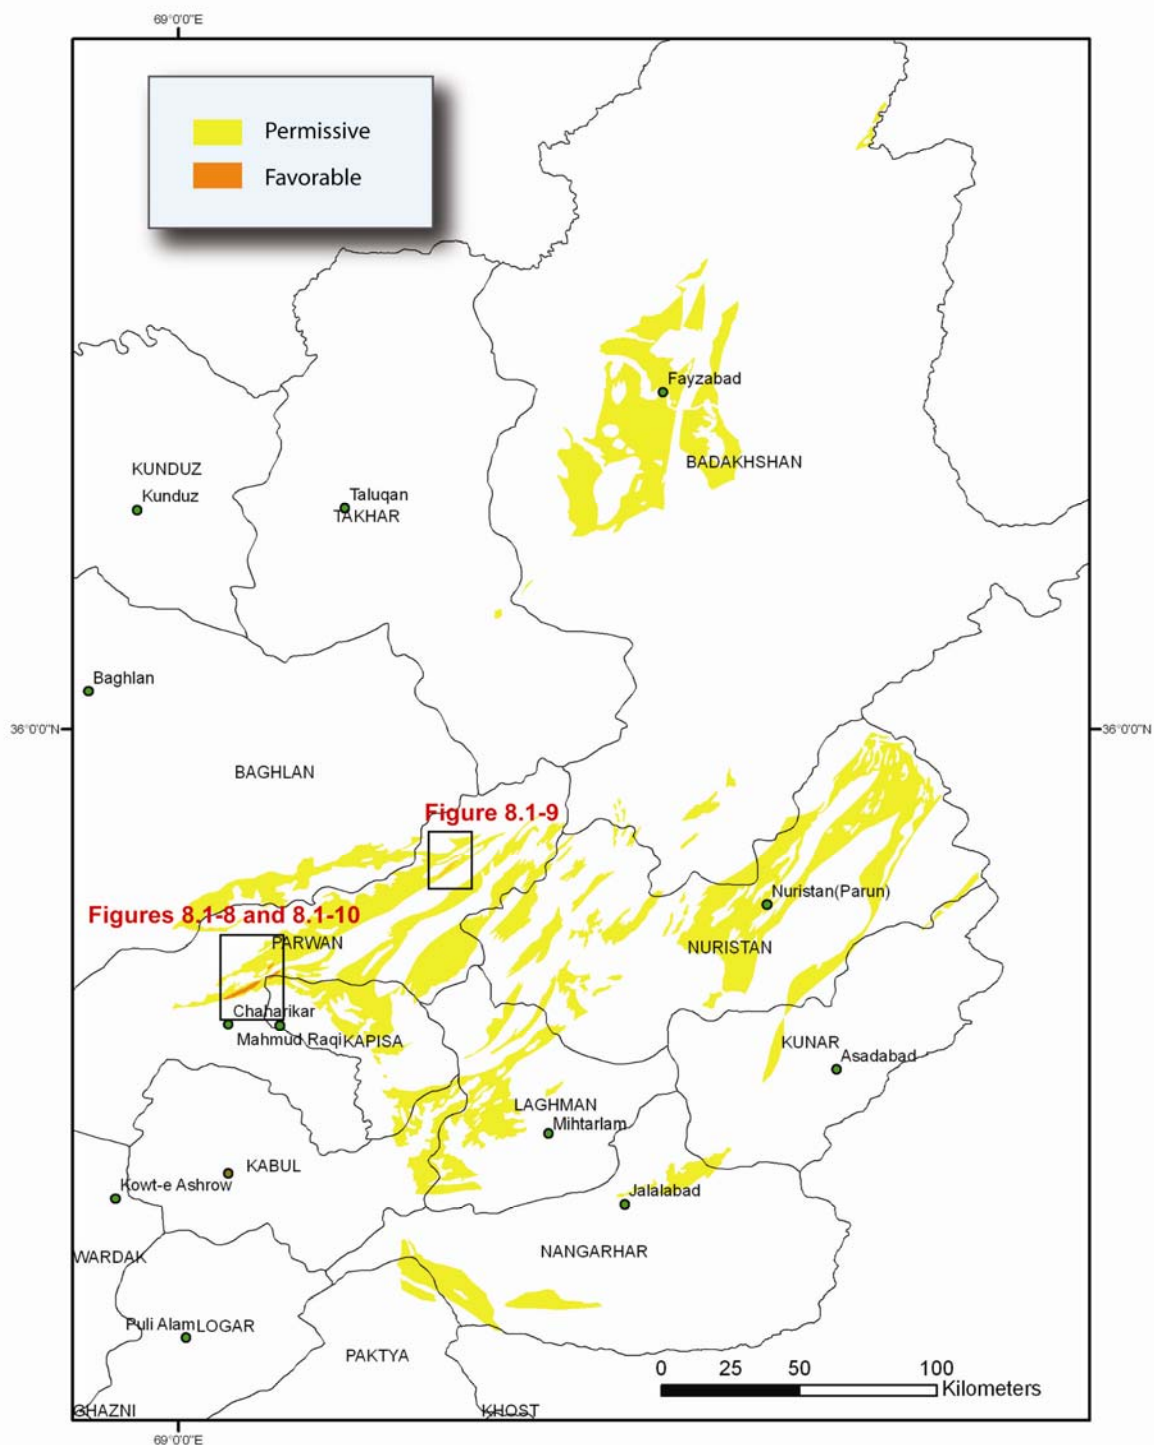 69°0'0"E
Permissive
Favorable
Fayzabad
BADAKHSHAN
KUNDUZ
Kunduz
Taluqan
TAKHAR
Baghlan
36°0'0"N
36°0'0"N
BAGHLAN
Figure 8.1-9
Nuristan(Parun)
Figures 8.1-8 and 8.1-10
PARWAN
NURISTAN
Chaharikar
Mahmud Raqi
KAPISA
KUNAR
Asadabad
LAGHMAN
Mihtarlam
KABUL
Kowt-e Ashrow
Jalalabad
WARDAK
NANGARHAR
Puli Alam
LOGAR
PAKTYA
0 25 50 100
Kilometers
GHAZNI
KHOST
69°0'0"E